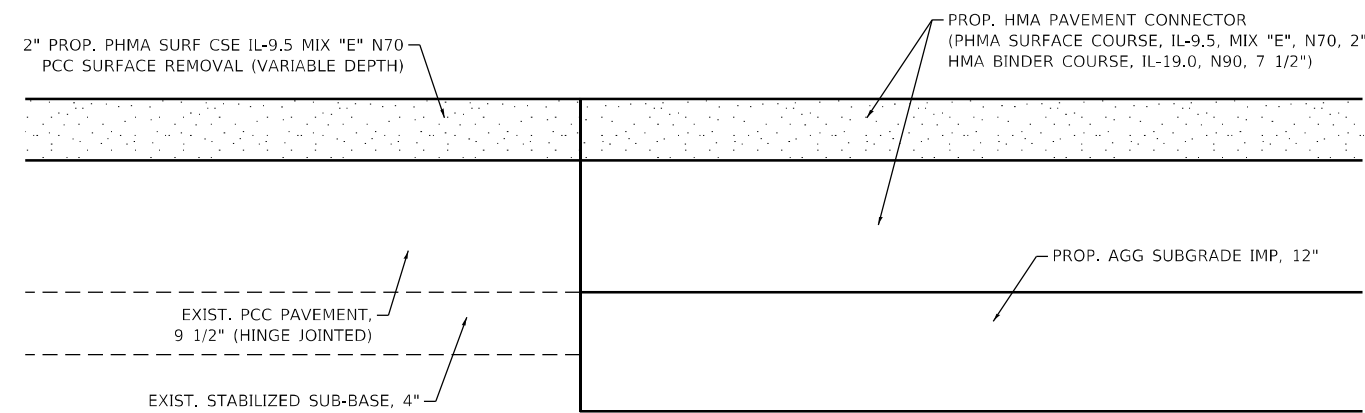 2" PROP. PHMA SURF CSE IL-9.5 MIX "E" N70
PCC SURFACE REMOVAL (VARIABLE DEPTH)
PROP. HMA PAVEMENT CONNECTOR
(PHMA SURFACE COURSE, IL-9.5, MIX "E", N70, 2"
HMA BINDER COURSE, IL-19.0, N90, 7 1/2")
PROP. AGG SUBGRADE IMP, 12"
EXIST. PCC PAVEMENT,
9 1/2" (HINGE JOINTED)
EXIST. STABILIZED SUB-BASE, 4"